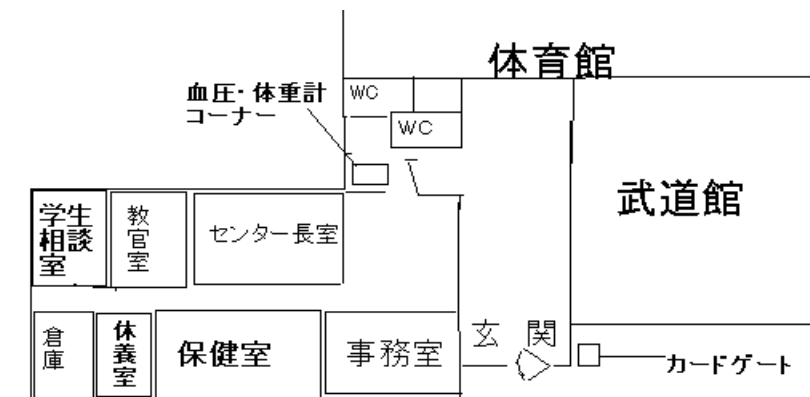 体育館
血圧・体重計
コーナー
WC
WC
武道館
学生
相談
室
教
官
室
センター長室
倉
庫
休
養
室
保健室
事務室
玄 関
カードゲート